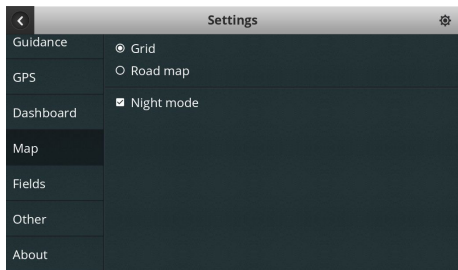 Settings
Guidance
GPS
Dashboard
Map
Fields
Other
About
Grid
Road map
Night mode